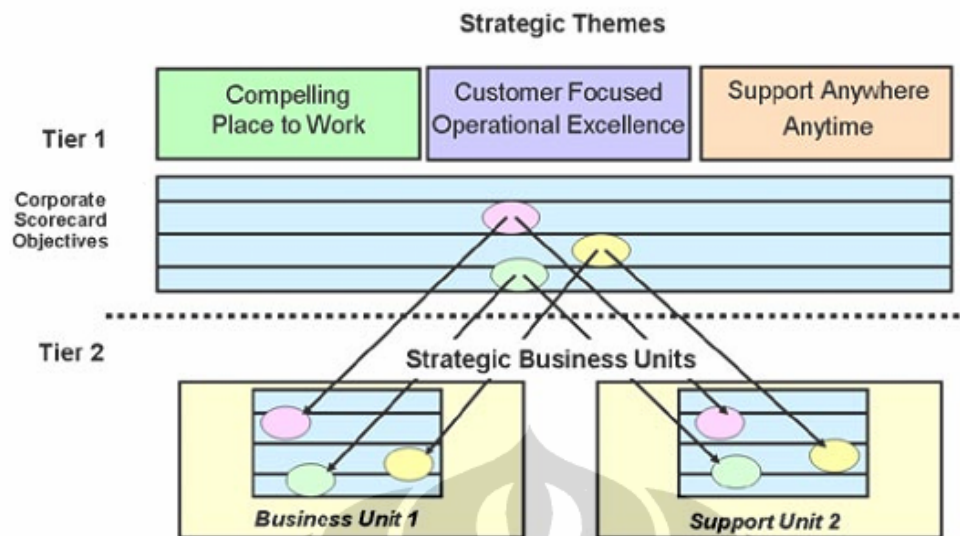 Strategic Themes
Compelling
Place to Work
Customer Focused
Operational Excellence
Support Anywhere
Anytime
Tier 1
Corporate
Scorecard
Objectives
Tier 2
Strategic Business Units
Business Unit 1
Support Unit 2